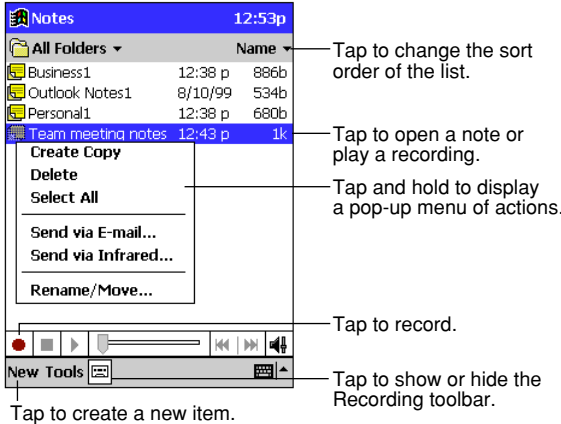 Notes 12:53p
All Folders Name
Tap to change the sort
order of the list.
Business1 12:38 p 886b
Outlook Notes1 8/10/99 534b
Personal1 12:38 p 680b
Team meeting notes 12:43 p 1k
Tap to open a note or
play a recording.
Create Copy
Delete
Select All
Tap and hold to display
a pop-up menu of actions.
Send via E-mail...
Send via Infrared...
Rename/Move...
Tap to record.
New Tools
Tap to show or hide the
Recording toolbar.
Tap to create a new item.